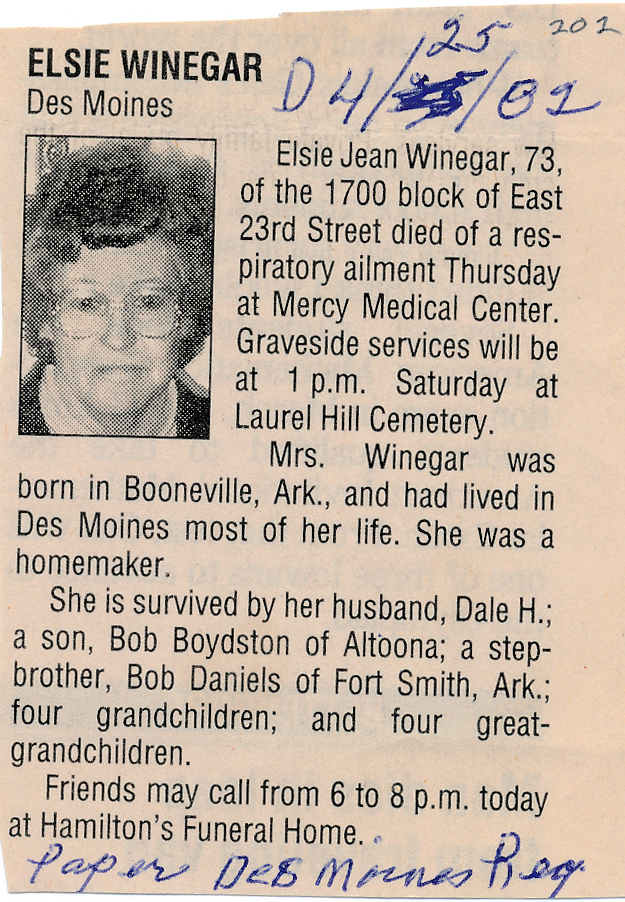 202
25
ELSIE WINEGAR
D 4/ /02
Des Moines
Elsie Jean Winegar, 73,
of the 1700 block of East
23rd Street died of a res-
piratory ailment Thursday
at Mercy Medical Center.
Graveside services will be
at 1 p.m. Saturday at
Laurel Hill Cemetery.
Mrs. Winegar was
born in Booneville, Ark., and had lived in
Des Moines most of her life. She was a
homemaker.
She is survived by her husband, Dale H.;
a son, Bob Boydston of Altoona; a step-
brother, Bob Daniels of Fort Smith, Ark.;
four grandchildren; and four great-
grandchildren.
Friends may call from 6 to 8 p.m. today
at Hamilton's Funeral Home.
Paper Des Moines Reg